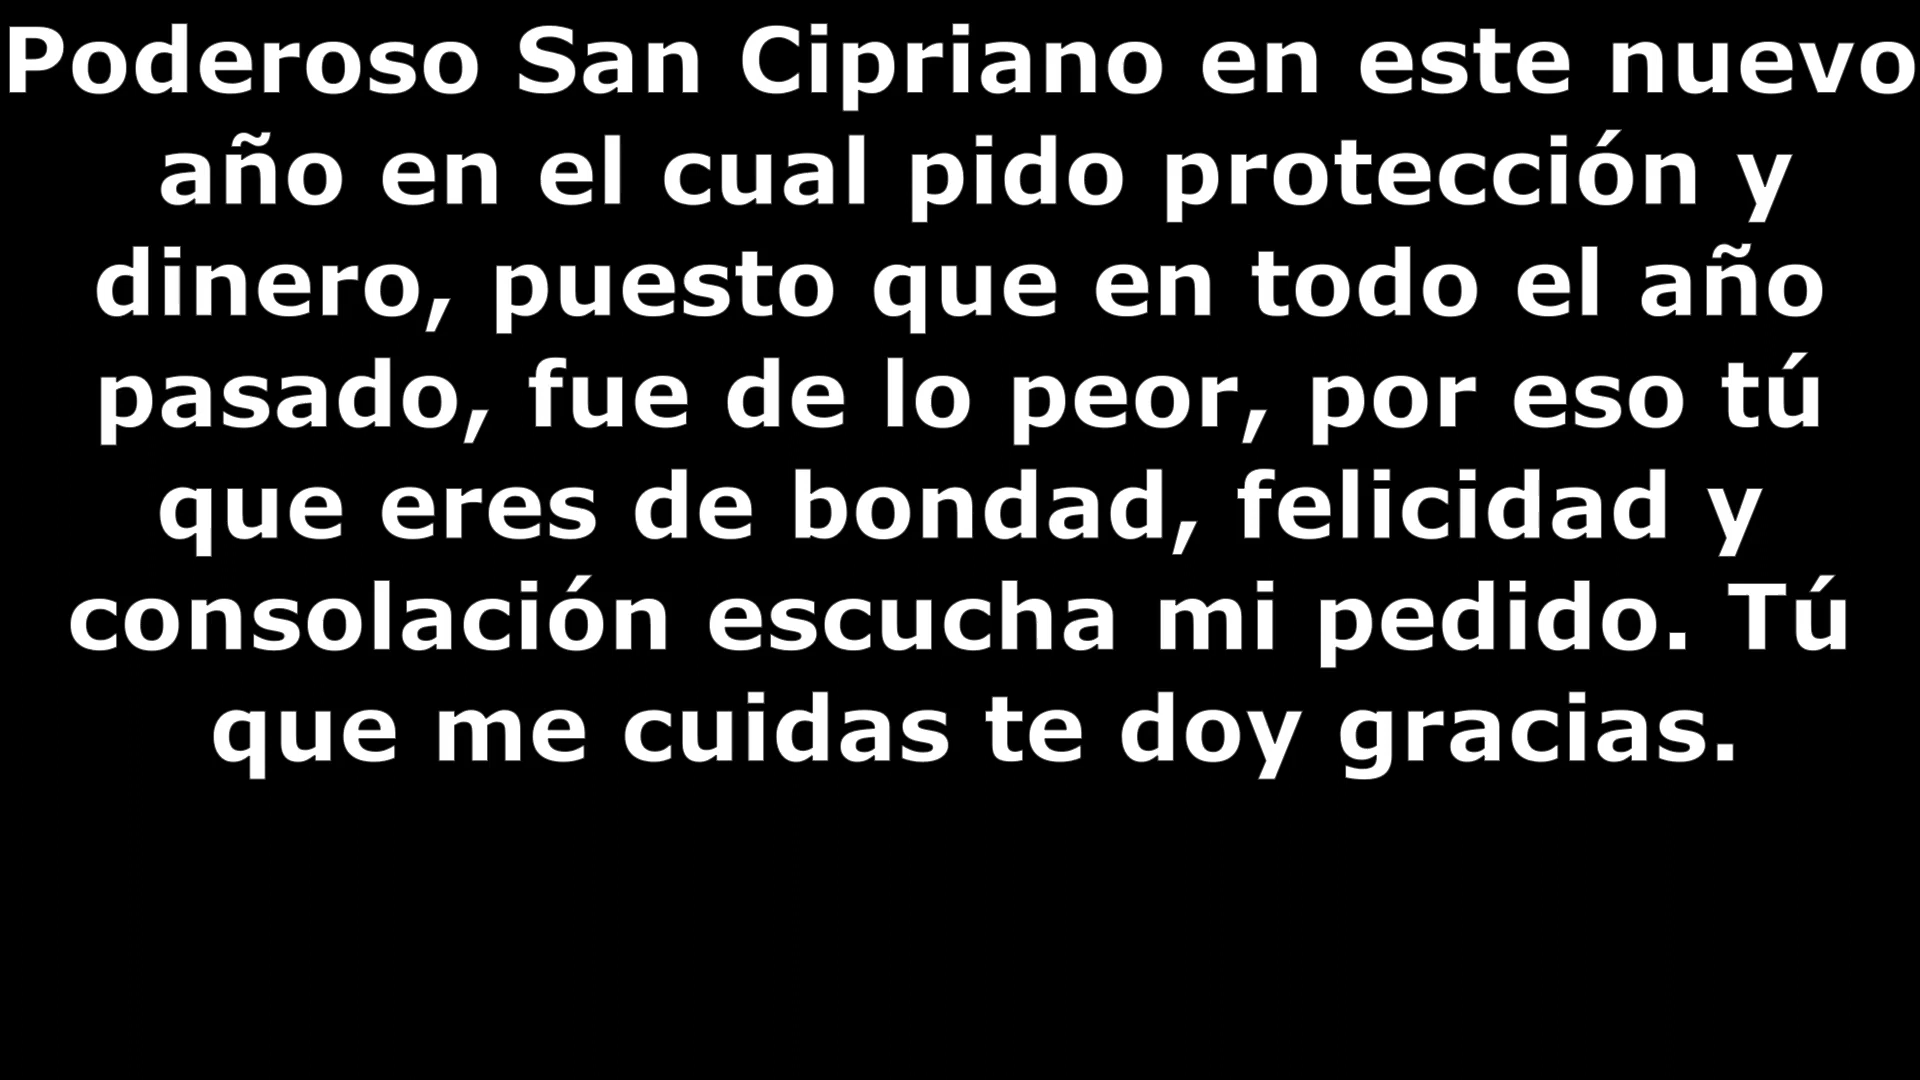 Poderoso San Cipriano en este nuevo
año en el cual pido protección y
dinero, puesto que en todo el año
pasado, fue de lo peor, por eso tú
que eres de bondad, felicidad y
consolación escucha mi pedido. Tú
que me cuidas te doy gracias.